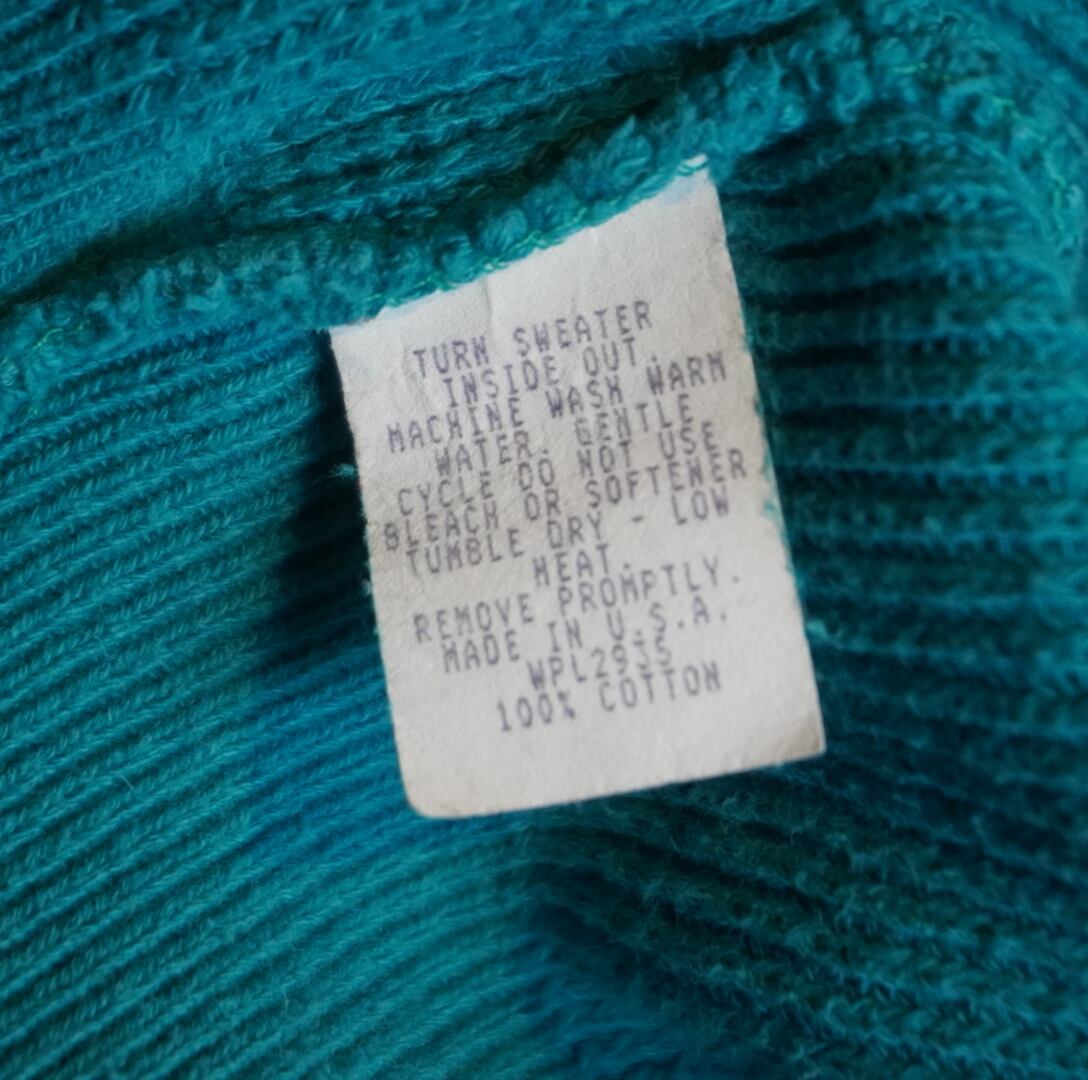 TURN SWEATER
INSIDE OUT.
MACHINE WASH WARM
WATER. GENTLE
CYCLE DO NOT USE
BLEACH OR SOFTENER
TUMBLE DRY - LOW
HEAT.
REMOVE PROMPTLY.
MADE IN U.S.A.
WPL2935
100% COTTON